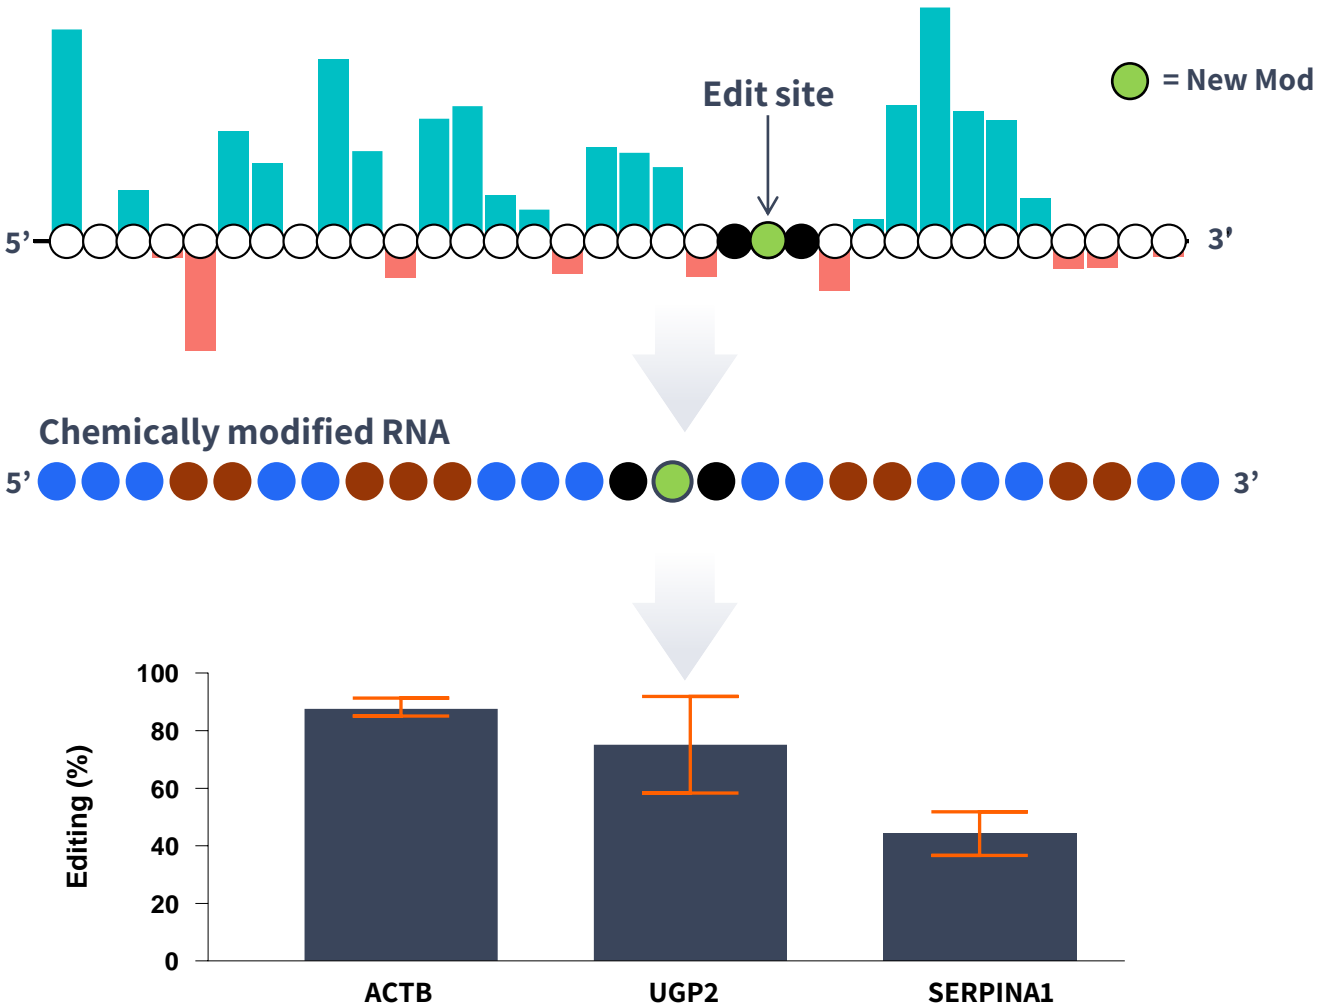 = New Mod
Edit site
5’ 3’
Chemically modified RNA
5’ 3’
100
80
60
40
20
0
Editing (%)
ACTB UGP2 SERPINA1